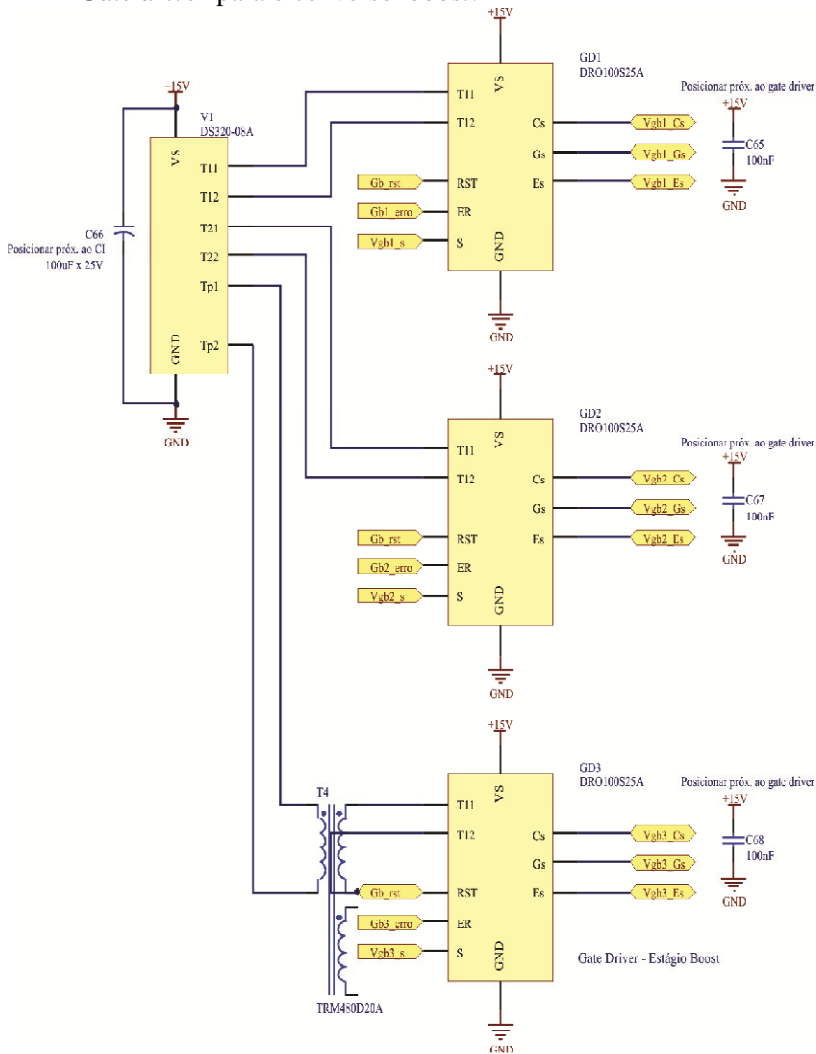 +15V
V1
DS320-08A
VS
T11
T12
T21
T22
Tp1
Tp2
GND
GND
C66
Posicionar próx. ao CI
100uF x 25V
+15V
GD1
DRO100S25A
VS
T11
T12
RST
ER
S
Cs
Gs
Es
GND
GND
Gb_rst
Gb1_erro
Vgb1_s
Vgb1_Cs
Vgb1_Gs
Vgb1_Es
Posicionar próx. ao gate driver
+15V
C65
100nF
GND
+15V
GD2
DRO100S25A
VS
T11
T12
RST
ER
S
Cs
Gs
Es
GND
GND
Gb_rst
Gb2_erro
Vgb2_s
Vgb2_Cs
Vgb2_Gs
Vgb2_Es
Posicionar próx. ao gate driver
+15V
C67
100nF
GND
+15V
GD3
DRO100S25A
VS
T11
T12
RST
ER
S
Cs
Gs
Es
GND
GND
T4
Gb_rst
Gb3_erro
Vgb3_s
TRM480D20A
Vgb3_Cs
Vgb3_Gs
Vgb3_Es
Posicionar próx. ao gate driver
+15V
C68
100nF
GND
Gate Driver - Estágio Boost